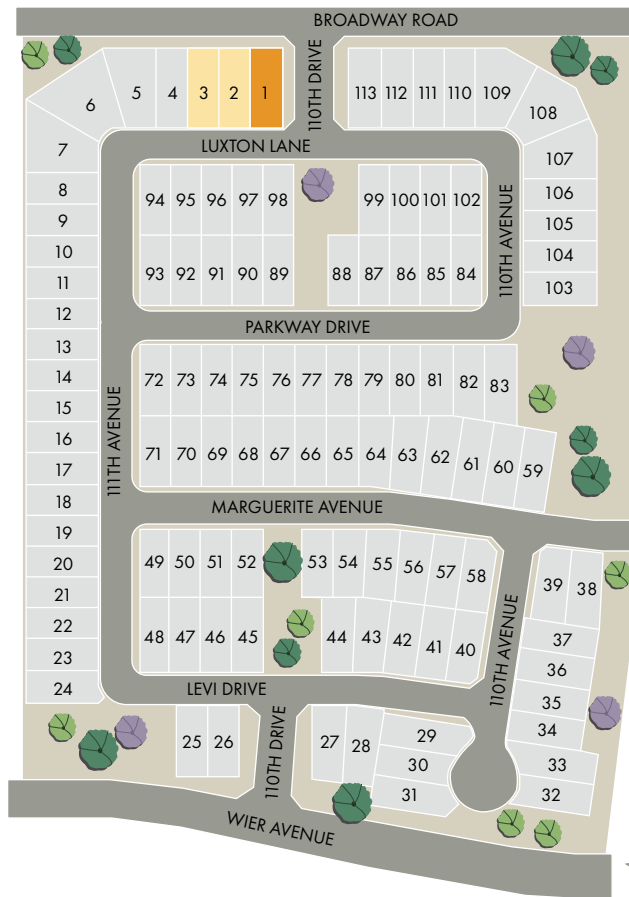 BROADWAY ROAD
6 5 4 3 2 1
110TH DRIVE
113 112 111 110 109
108
7
LUXTON LANE
107
8
94 95 96 97 98
99 100 101 102
106
9
105
10
93 92 91 90 89
88 87 86 85 84
110TH AVENUE
104
11
103
12
PARKWAY DRIVE
13
14
72 73 74 75 76 77 78 79 80 81 82 83
15
16
111TH AVENUE
71 70 69 68 67 66 65 64 63 62 61 60 59
17
18
MARGUERITE AVENUE
19
20
49 50 51 52
53 54 55 56 57 58
39 38
21
22
48 47 46 45
44 43 42 41 40
110TH AVENUE
37
23
36
24
LEVI DRIVE
35
34
25 26
110TH DRIVE
27 28
29
30
31
33
32
WIER AVENUE